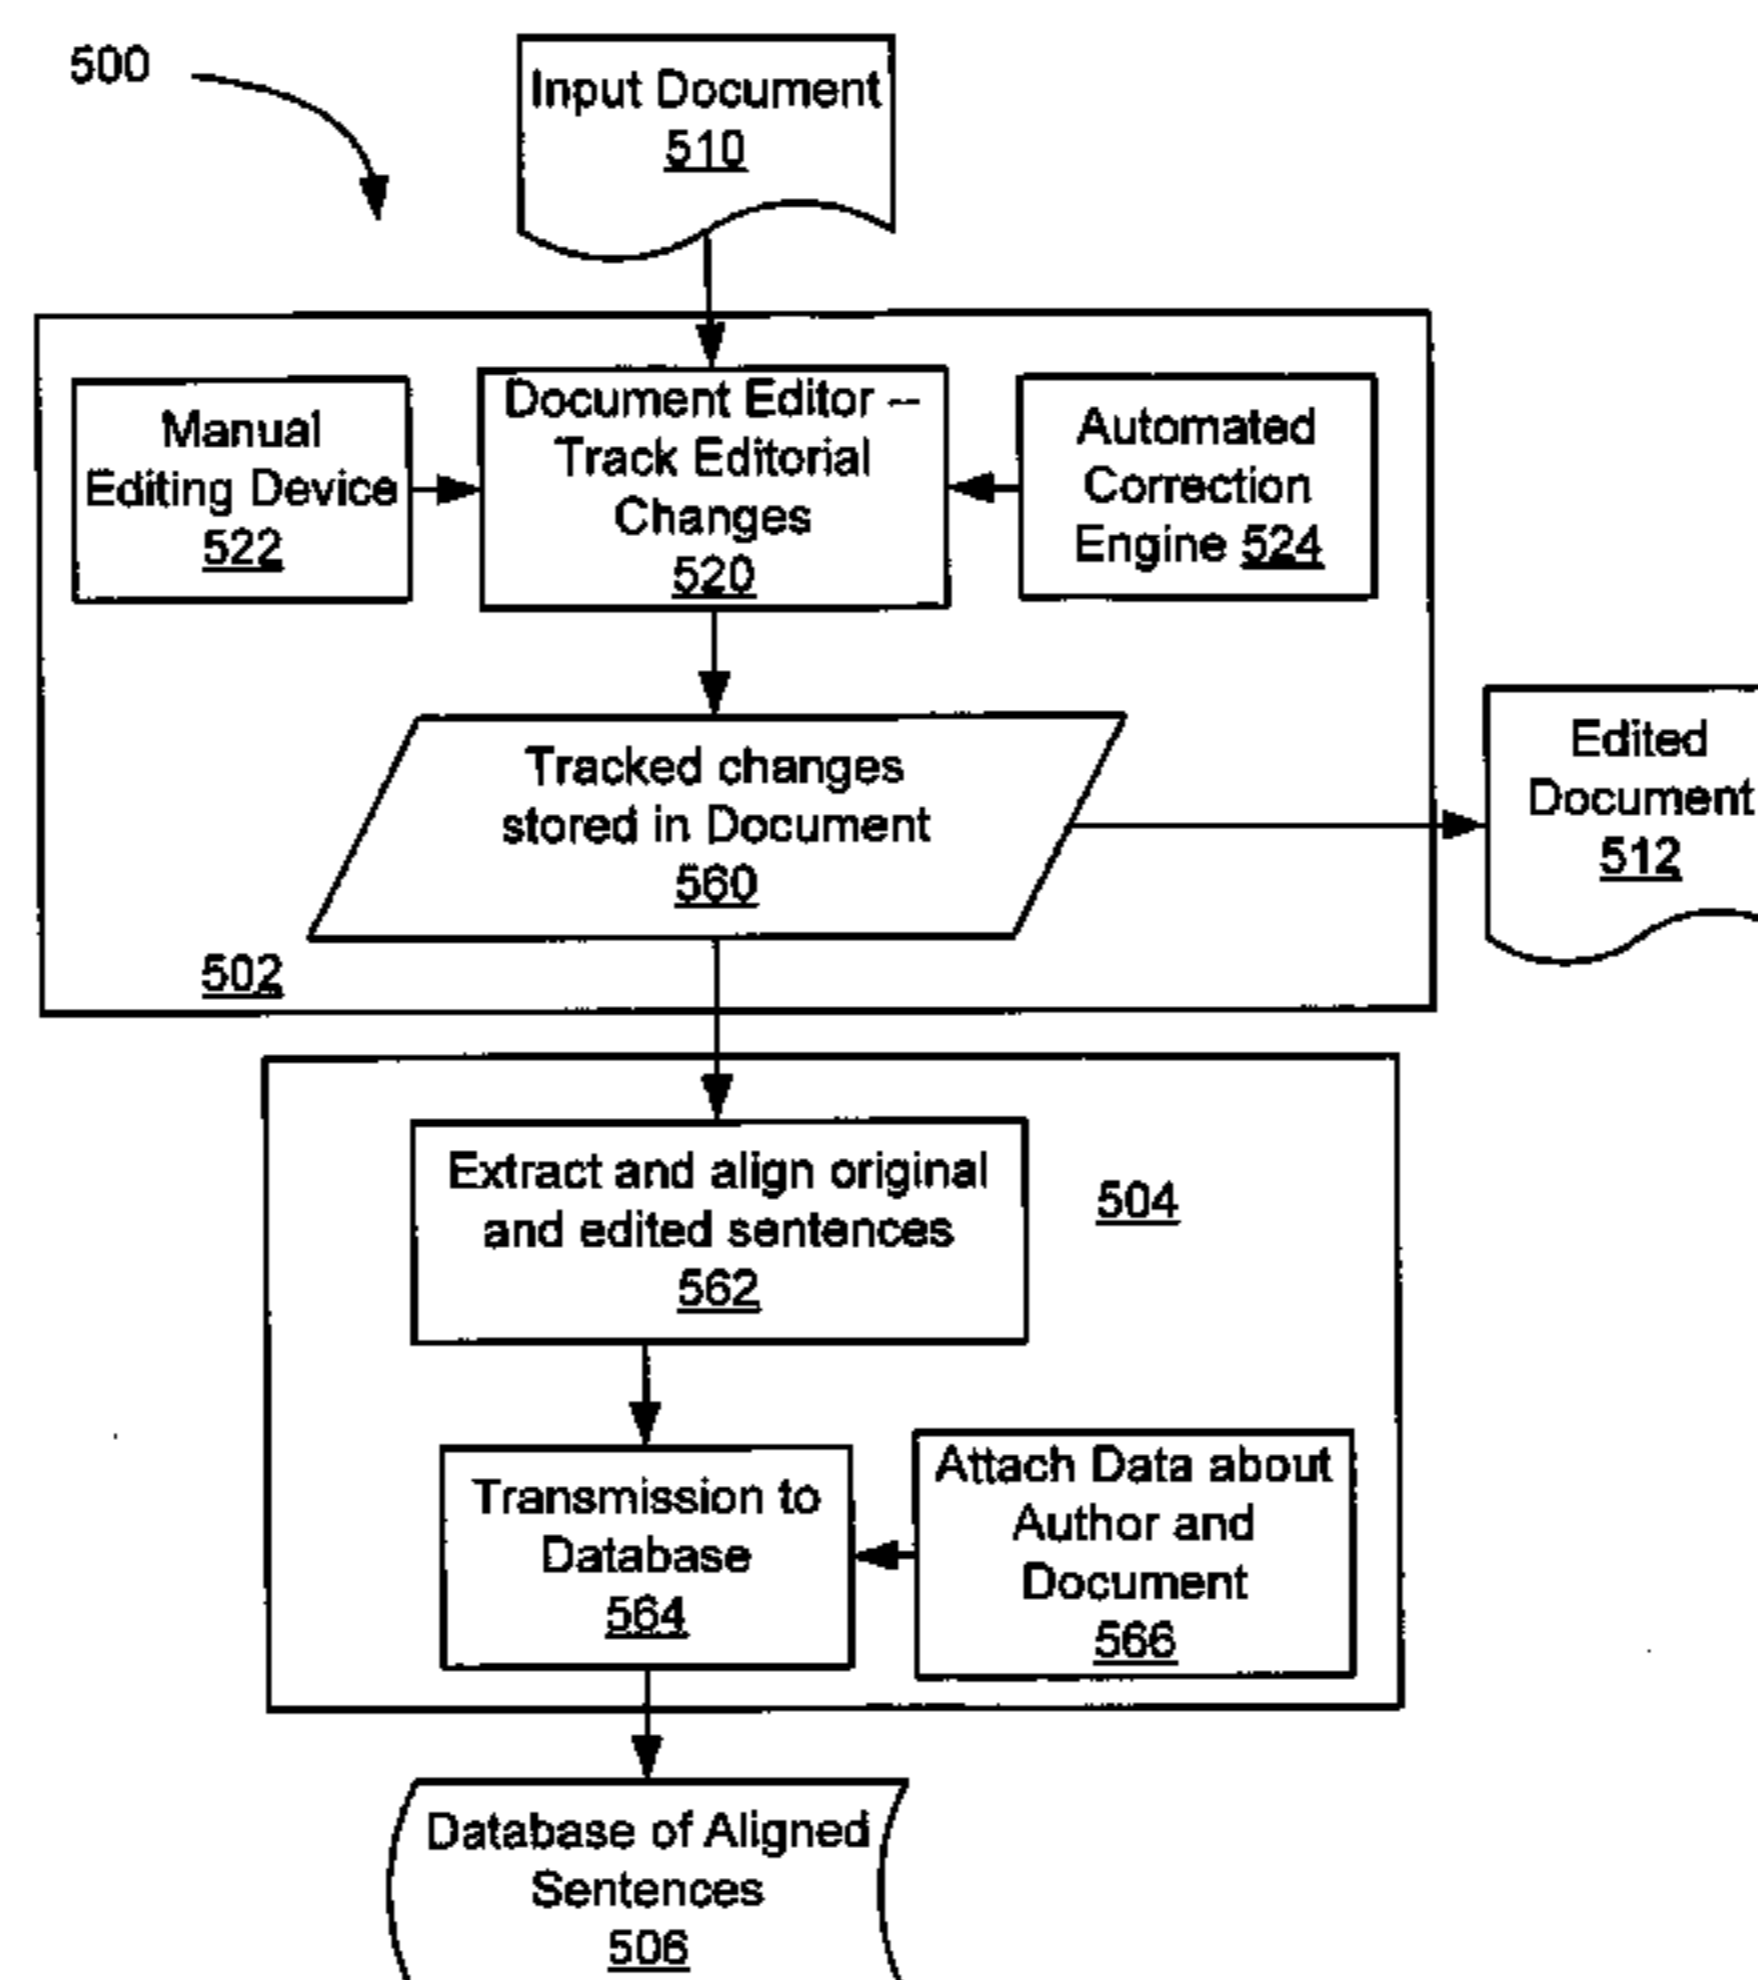 500
Input Document
510
Manual
Editing Device
522
Document Editor --
Track Editorial
Changes
520
Automated
Correction
Engine 524
Tracked changes
stored in Document
560
Edited
Document
512
502
Extract and align original
and edited sentences
562
504
Transmission to
Database
564
Attach Data about
Author and
Document
566
Database of Aligned
Sentences
506